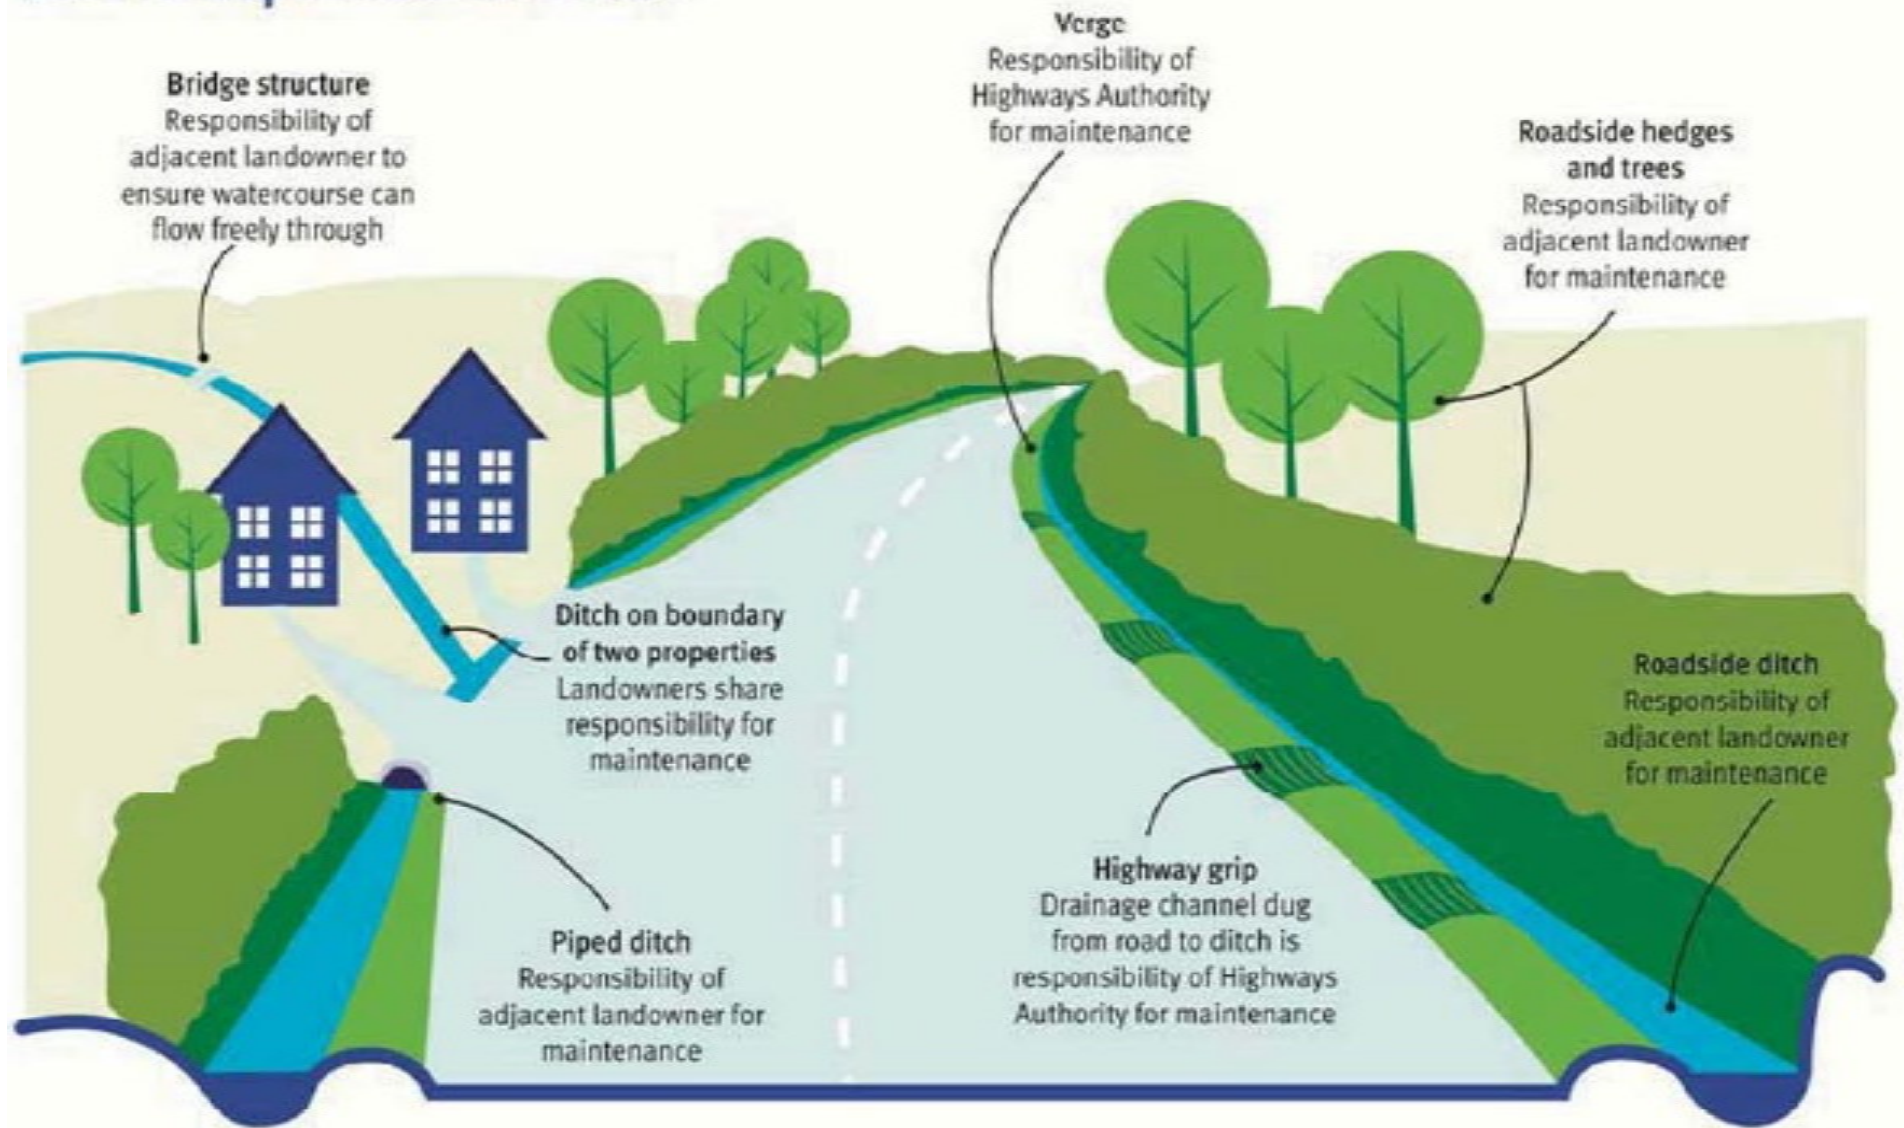 Verge
Responsibility of
Highways Authority
for maintenance
Bridge structure
Responsibility of
adjacent landowner to
ensure watercourse can
flow freely through
Roadside hedges
and trees
Responsibility of
adjacent landowner
for maintenance
Ditch on boundary
of two properties
Landowners share
responsibility for
maintenance
Roadside ditch
Responsibility of
adjacent landowner
for maintenance
Highway grip
Drainage channel dug
from road to ditch is
responsibility of Highways
Authority for maintenance
Piped ditch
Responsibility of
adjacent landowner for
maintenance